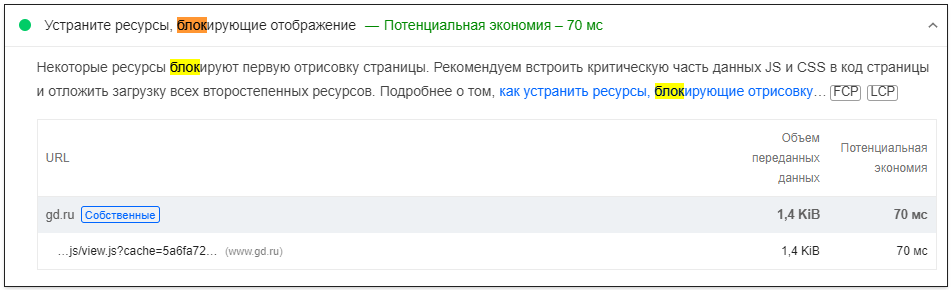 Устраните ресурсы, блокирующие отображение — Потенциальная экономия – 70 мс
Некоторые ресурсы блокируют первую отрисовку страницы. Рекомендуем встроить критическую часть данных JS и CSS в код страницы
и отложить загрузку всех второстепенных ресурсов. Подробнее о том, как устранить ресурсы, блокирующие отрисовку… FCP LCP
URL
Объем
переданных
данных
Потенциальная
экономия
gd.ru Собственные 1,4 KiB 70 мс
…js/view.js?cache=5a6fa72… (www.gd.ru) 1,4 KiB 70 мс